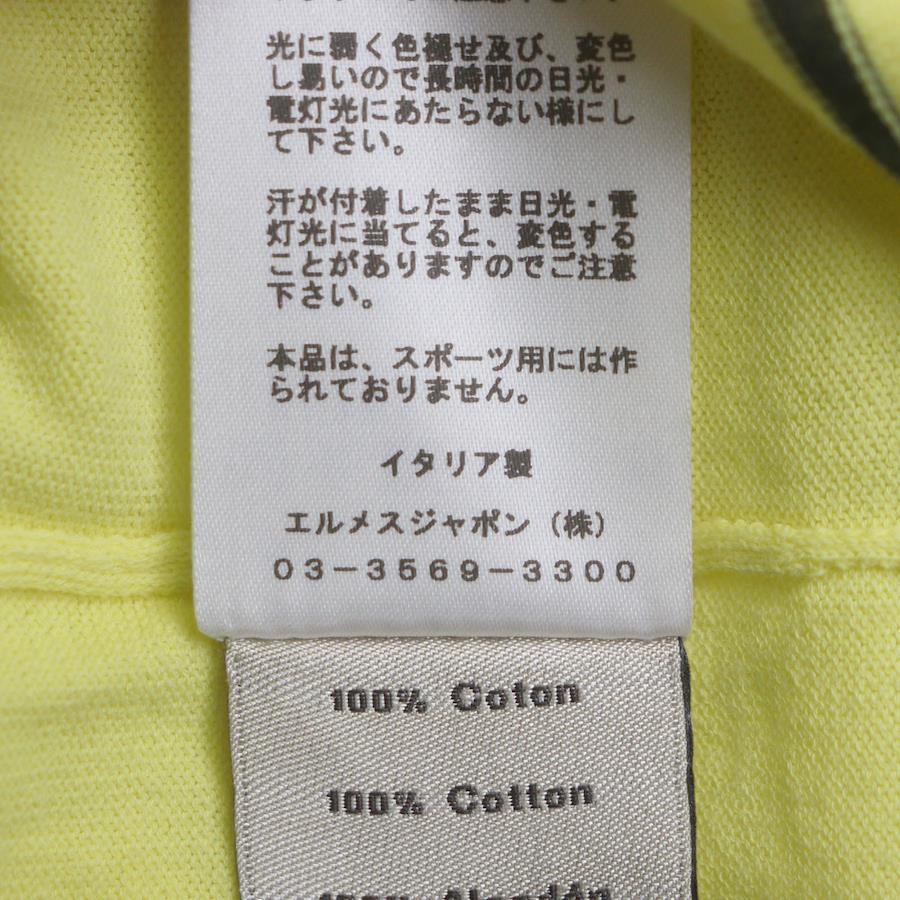 光に弱く色褪せ及び、変色
し易いので長時間の日光・
電灯光にあたらない様にし
て下さい。
汗が付着したまま日光・電
灯光に当てると、変色する
ことがありますのでご注意
下さい。
本品は、スポーツ用には作
られておりません。
イタリア製
エルメスジャポン（株）
03-3569-3300
100% Coton
100% Cotton
100% Algodón